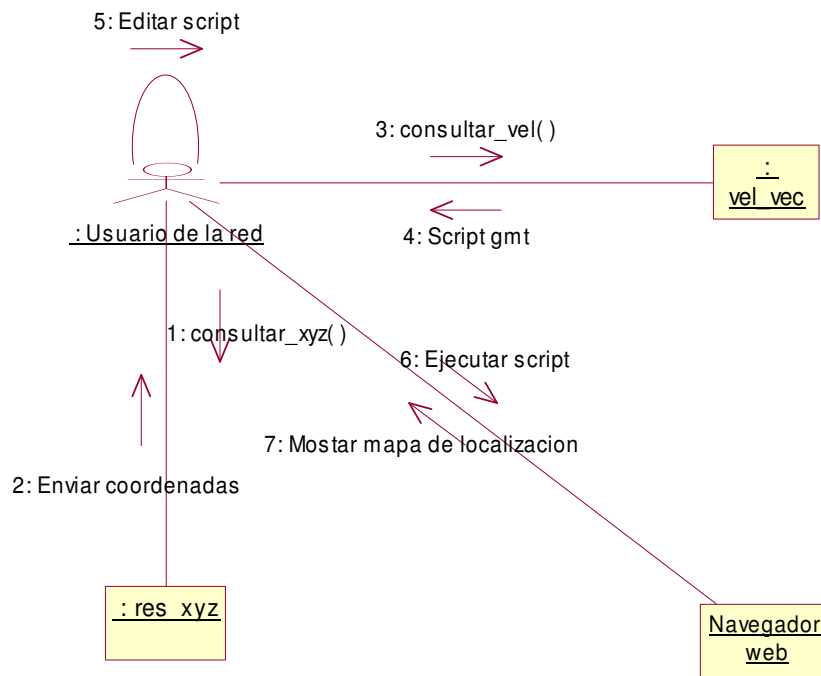 5: Editar script
3: consultar_vel( )
:
vel_vec
: Usuario de la red
4: Script gmt
1: consultar_xyz( )
6: Ejecutar script
7: Mostar mapa de localizacion
2: Enviar coordenadas
: res_xyz
Navegador
web